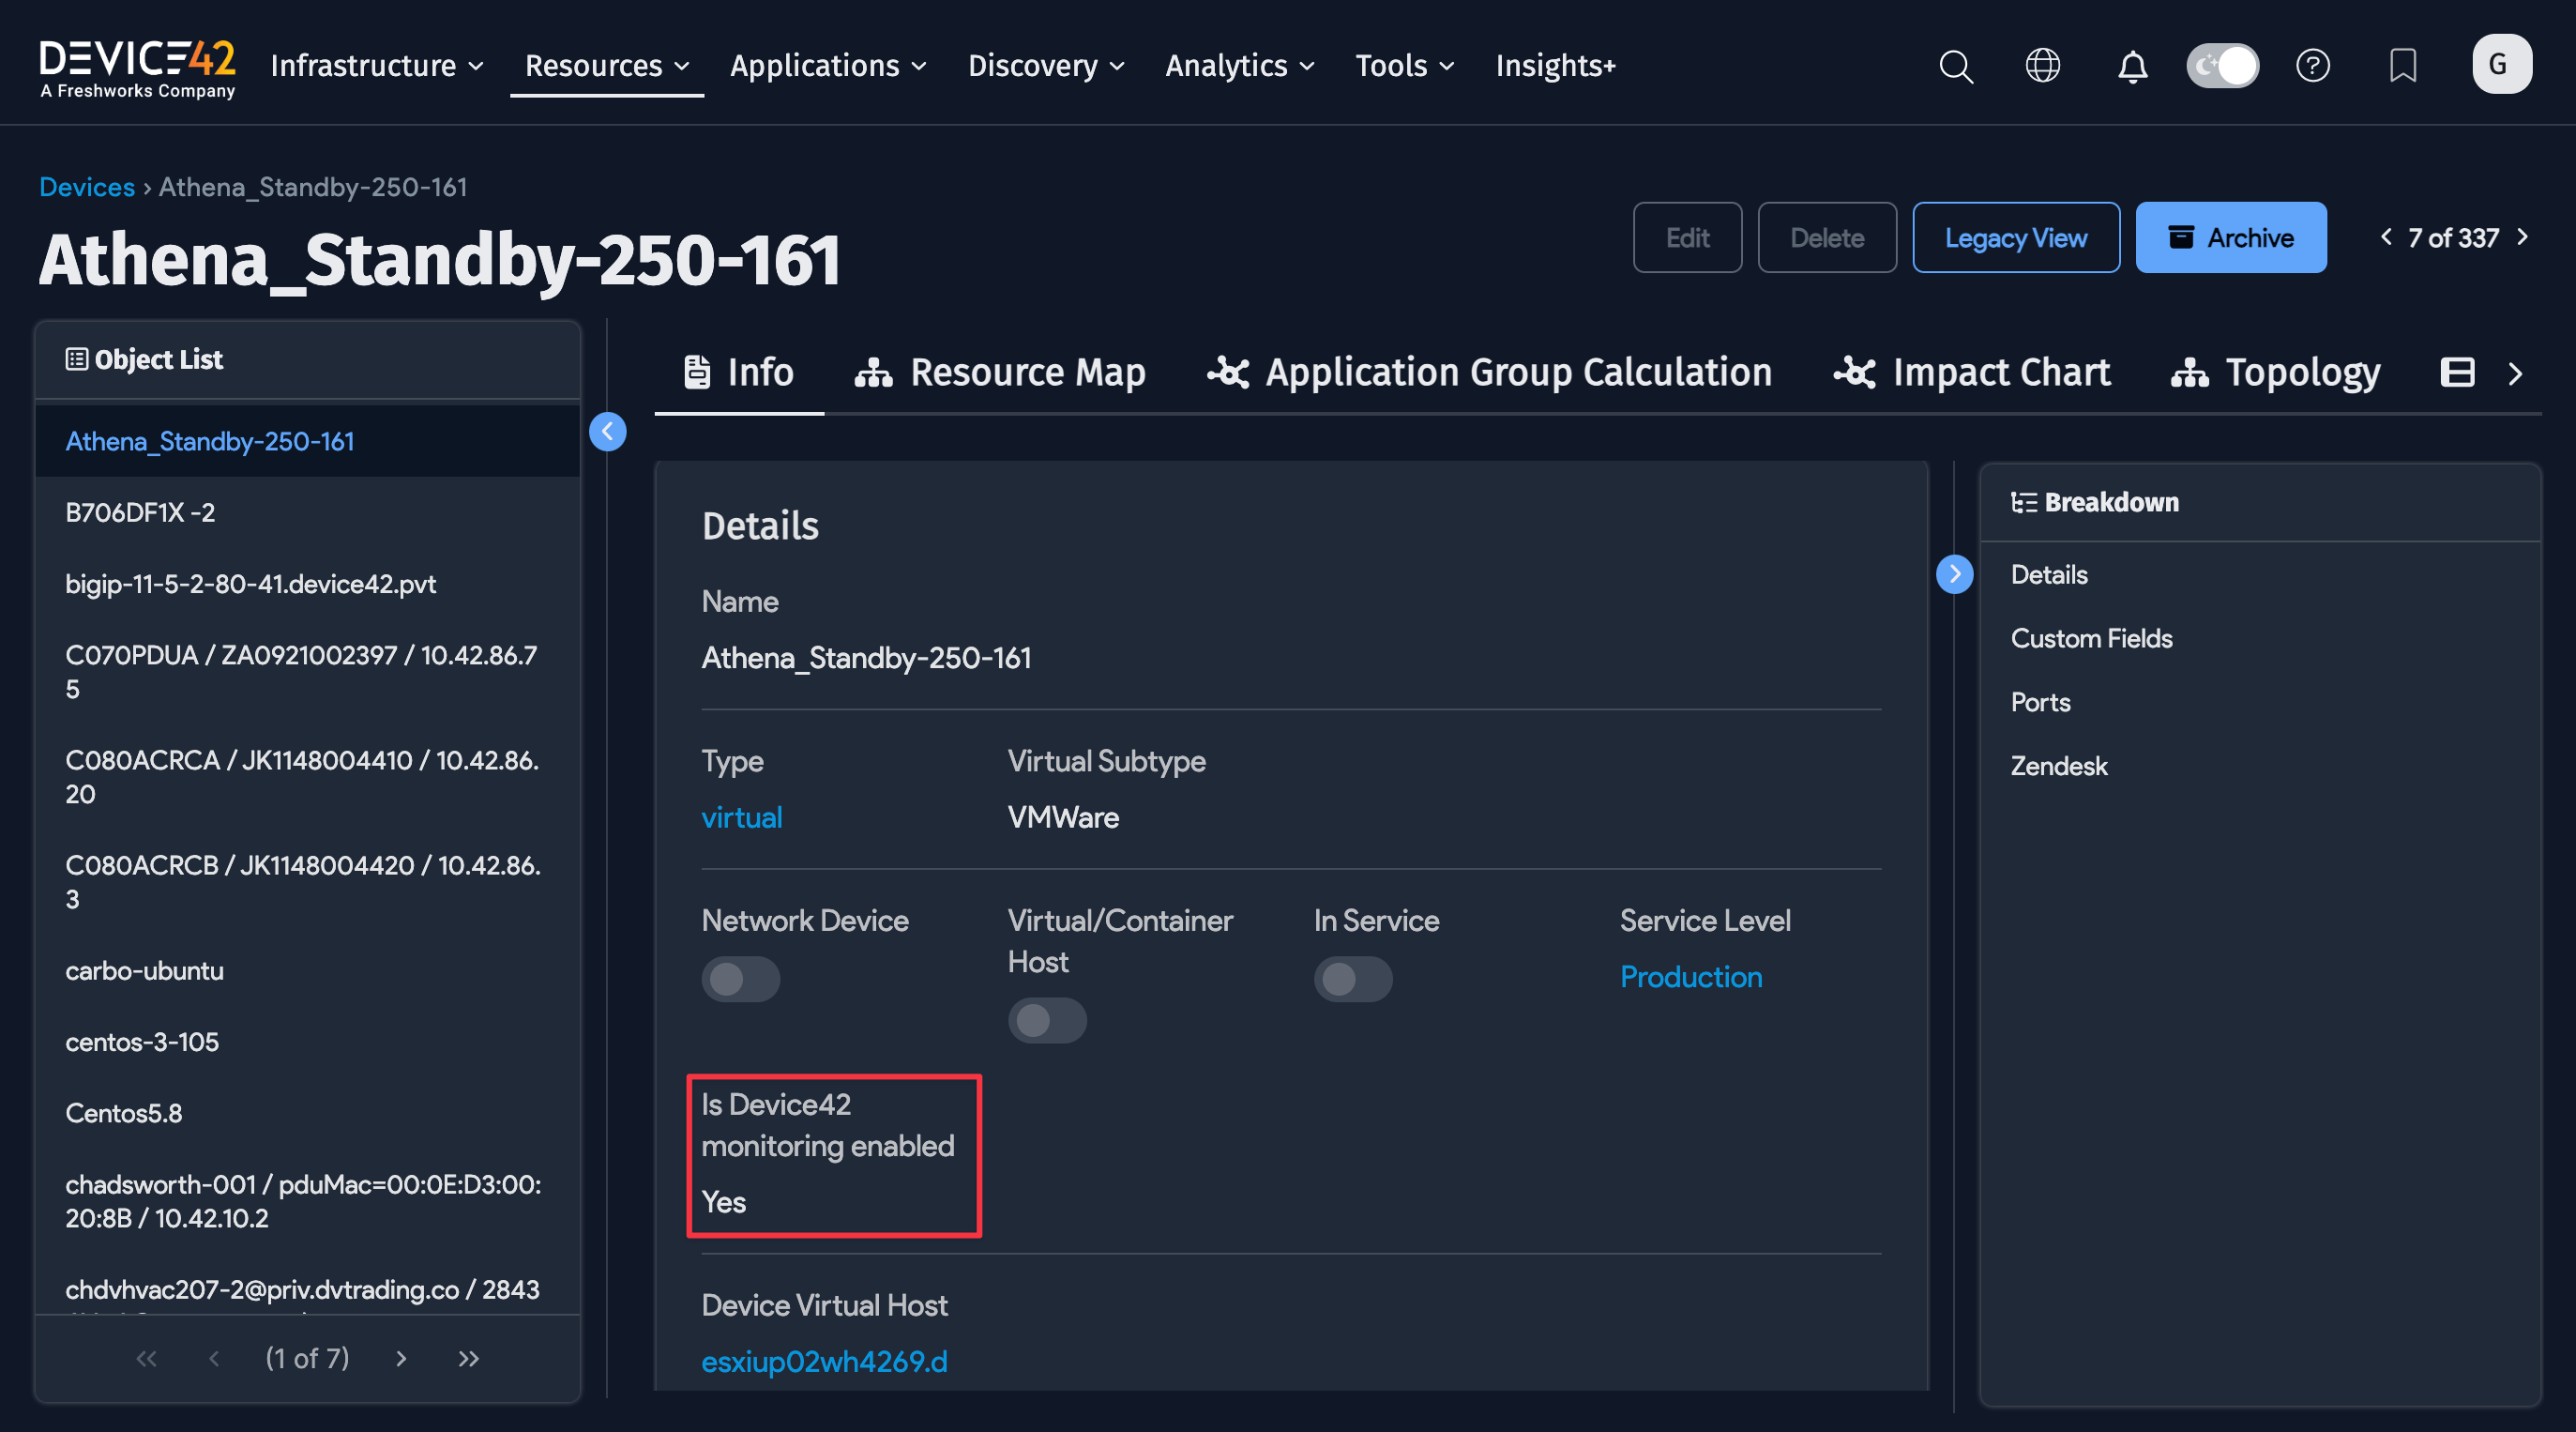 DEVICE42
A Freshworks Company
Infrastructure
Resources
Applications
Discovery
Analytics
Tools
Insights+
G
Devices › Athena_Standby-250-161
Athena_Standby-250-161
Edit
Delete
Legacy View
Archive
7 of 337
Object List
Athena_Standby-250-161
B706DF1X -2
bigip-11-5-2-80-41.device42.pvt
C070PDUA / ZA0921002397 / 10.42.86.7
5
C080ACRCA / JK1148004410 / 10.42.86.
20
C080ACRCB / JK1148004420 / 10.42.86.
3
carbo-ubuntu
centos-3-105
Centos5.8
chadsworth-001 / pduMac=00:0E:D3:00:
20:8B / 10.42.10.2
chdvhvac207-2@priv.dvtrading.co / 2843
(1 of 7)
Info
Resource Map
Application Group Calculation
Impact Chart
Topology
Details
Name
Athena_Standby-250-161
Type
virtual
Virtual Subtype
VMWare
Network Device
Virtual/Container
Host
In Service
Service Level
Production
Is Device42
monitoring enabled
Yes
Device Virtual Host
esxiup02wh4269.d
Breakdown
Details
Custom Fields
Ports
Zendesk